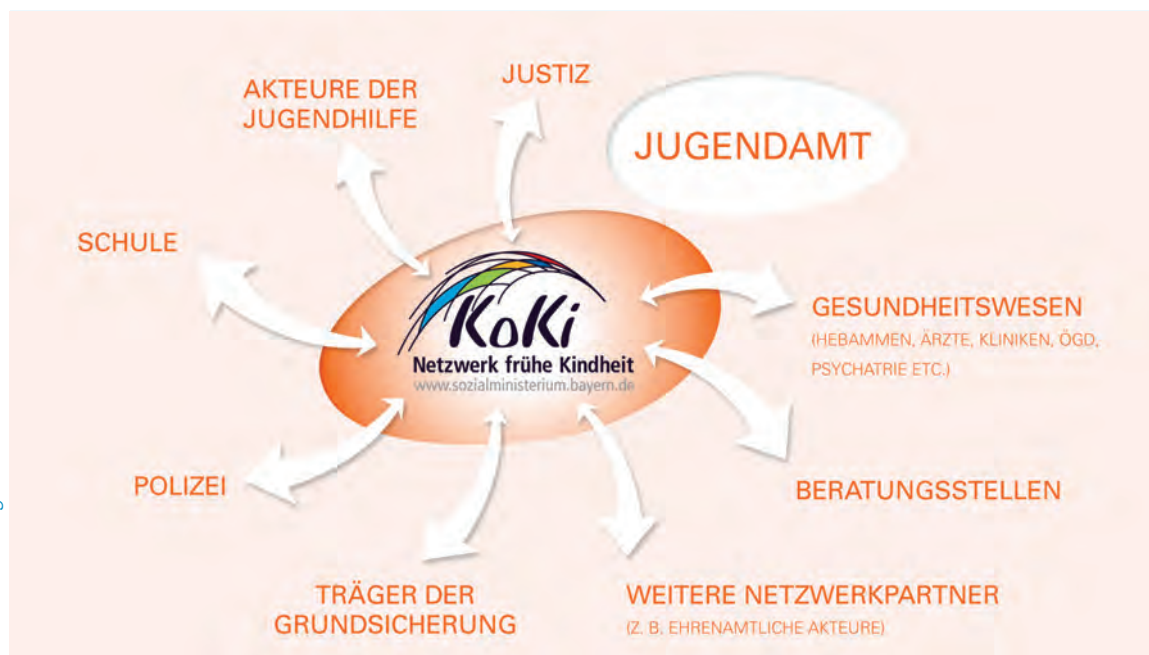 JUSTIZ
AKTEURE DER
JUGENDHILFE
JUGENDAMT
SCHULE
KoKi
Netzwerk frühe Kindheit
www.sozialministerium.bayern.de
GESUNDHEITSWESEN
(HEBAMMEN, ÄRZTE, KLINIKEN, ÖGD,
PSYCHATRIE ETC.)
POLIZEI
BERATUNGSSTELLEN
TRÄGER DER
GRUNDSICHERUNG
WEITERE NETZWERKPARTNER
(Z. B. EHRENAMTLICHE AKTEURE)